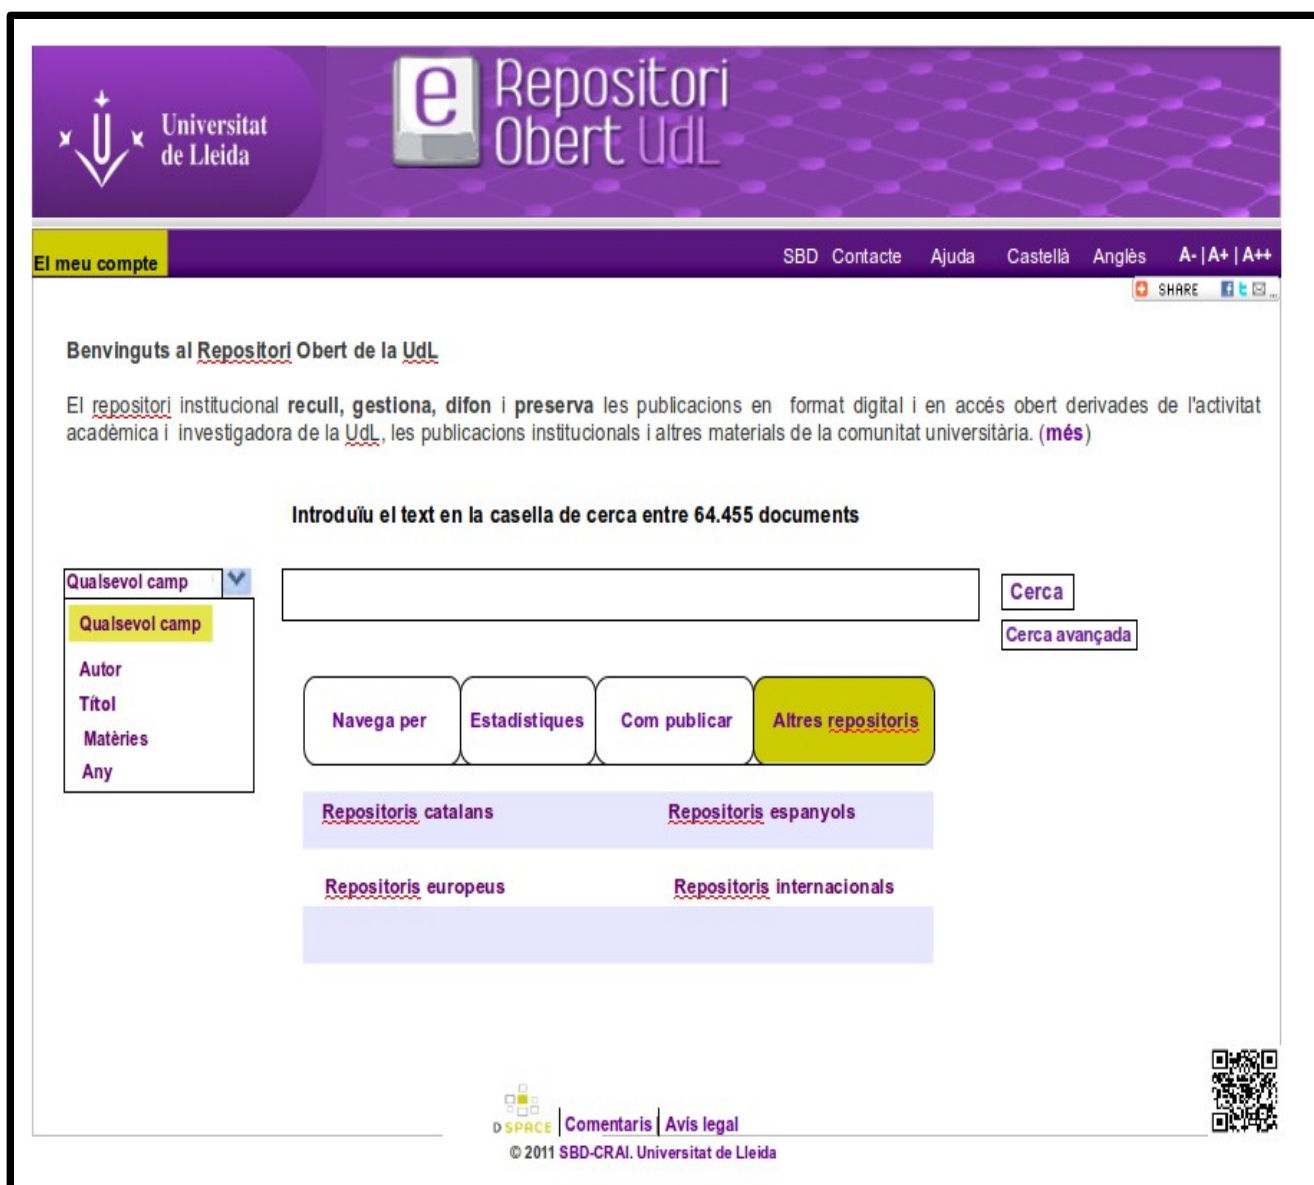 Universitat
de Lleida
e Repositori
Obert UdL
El meu compte
SBD Contacte Ajuda Castellà Anglès A- | A+ | A++
SHARE
Benvinguts al Repositori Obert de la UdL
El repositori institucional recull, gestiona, difon i preserva les publicacions en format digital i en accés obert derivades de l'activitat
acadèmica i investigadora de la UdL, les publicacions institucionals i altres materials de la comunitat universitària. (més)
Introduïu el text en la casella de cerca entre 64.455 documents
Qualsevol camp
Qualsevol camp
Autor
Títol
Matèries
Any
Cerca
Cerca avançada
Navega per Estadístiques Com publicar Altres repositoris
Repositoris catalans Repositoris espanyols
Repositoris europeus Repositoris internacionals
DSPACE Comentaris Avís legal
© 2011 SBD-CRAI. Universitat de Lleida